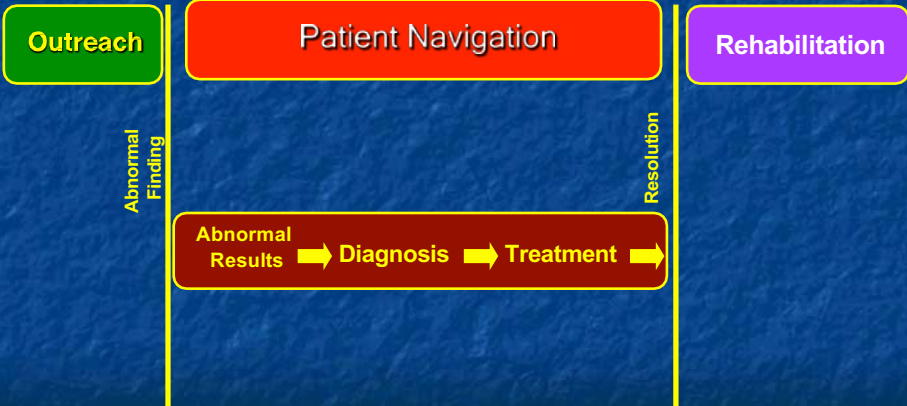 Outreach
Patient Navigation
Rehabilitation
Abnormal
Finding
Resolution
Abnormal
Results
Diagnosis
Treatment